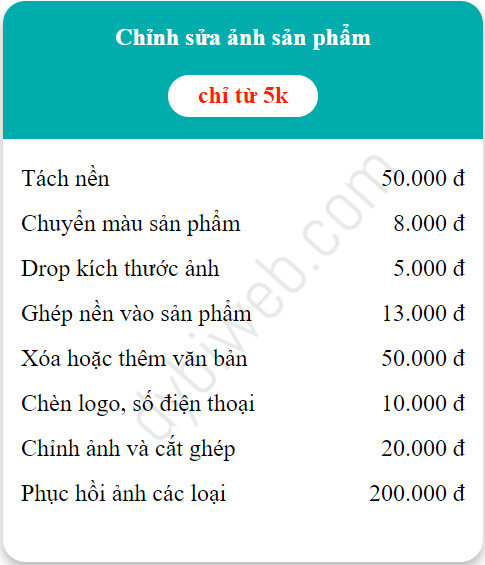 Chỉnh sửa ảnh sản phẩm
chỉ từ 5k
Tách nền 50.000 đ
Chuyển màu sản phẩm 8.000 đ
Drop kích thước ảnh 5.000 đ
Ghép nền vào sản phẩm 13.000 đ
Xóa hoặc thêm văn bản 50.000 đ
Chèn logo, số điện thoại 10.000 đ
Chỉnh ảnh và cắt ghép 20.000 đ
Phục hồi ảnh các loại 200.000 đ
dybiweb.com